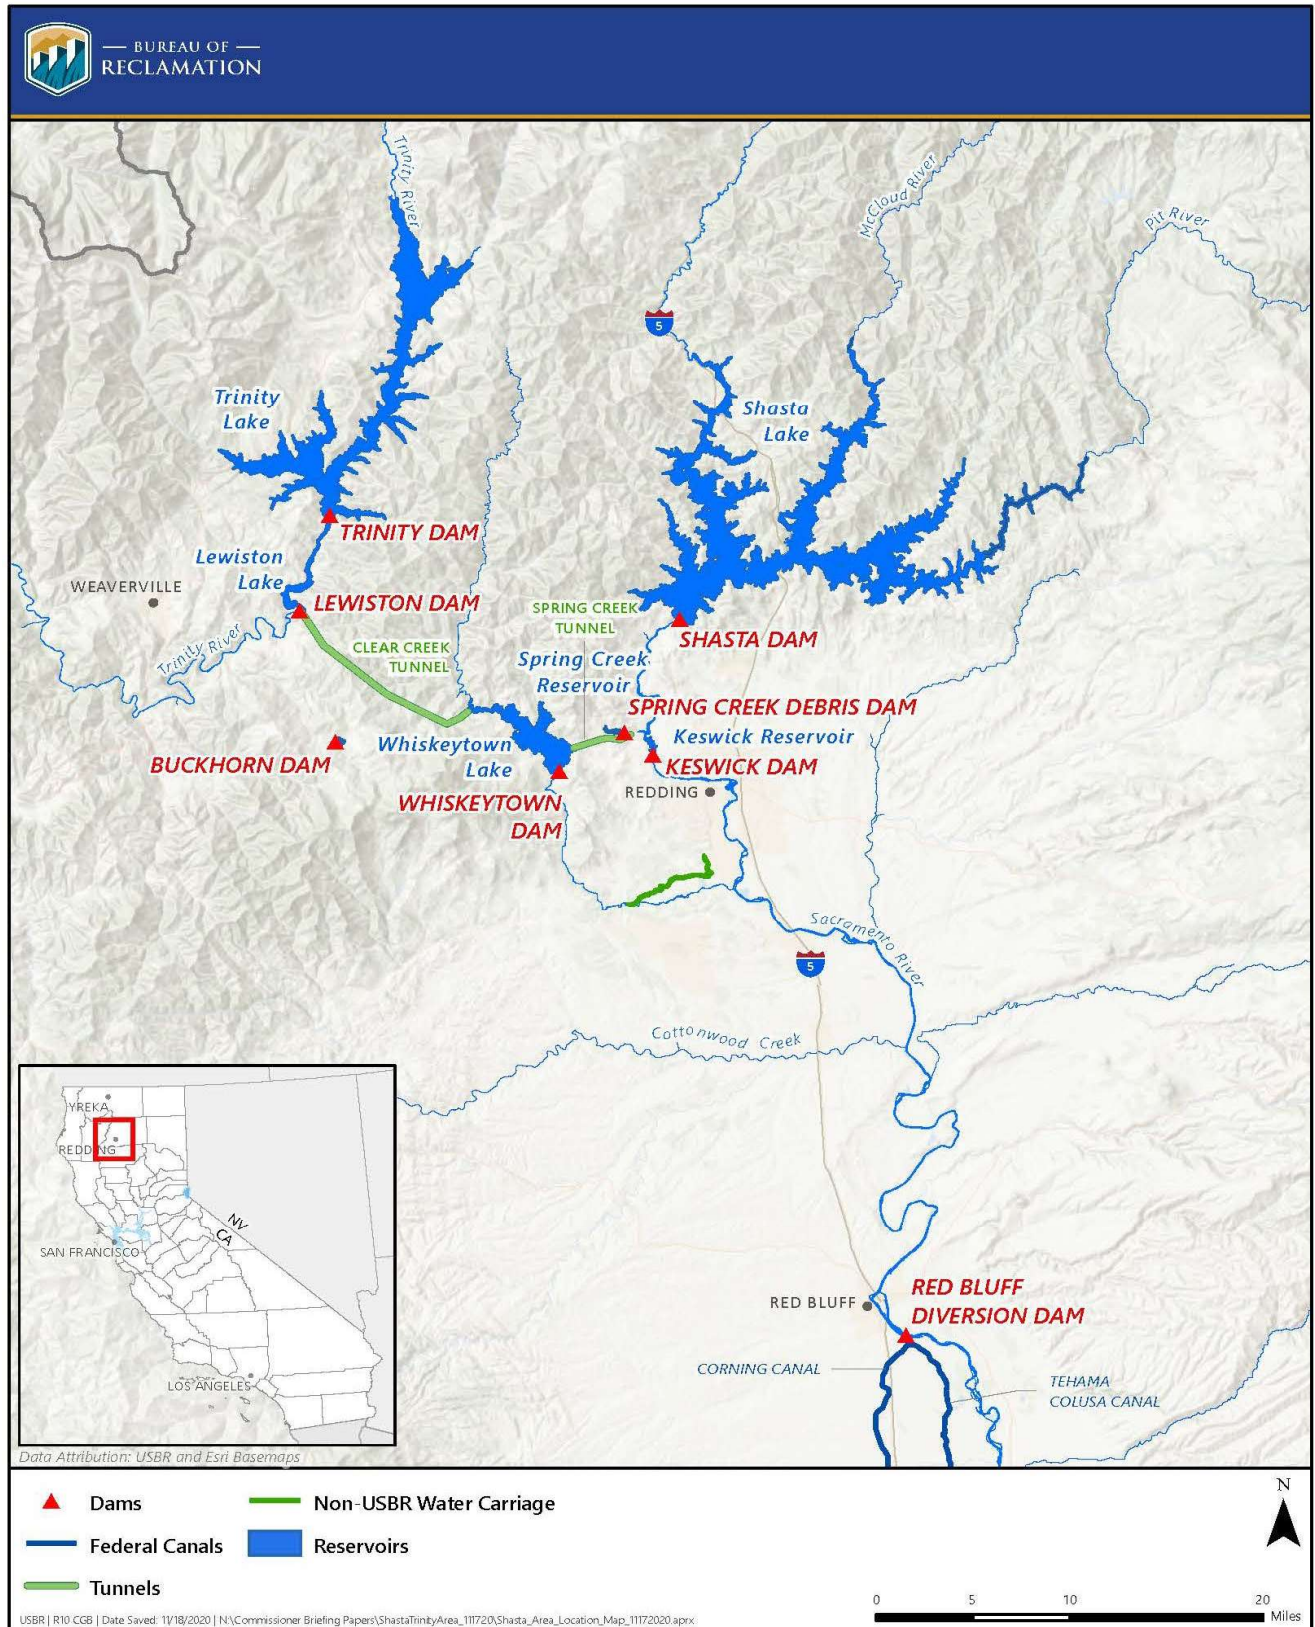 BUREAU OF
RECLAMATION
Trinity River
McCloud River
Pit River
5
Trinity
Lake
Shasta
Lake
TRINITY DAM
Lewiston
Lake
WEAVERVILLE
LEWISTON DAM
SPRING CREEK
TUNNEL
SHASTA DAM
Trinity River
CLEAR CREEK
TUNNEL
Spring Creek
Reservoir
SPRING CREEK DEBRIS DAM
Whiskeytown
Lake
Keswick Reservoir
BUCKHORN DAM
KESWICK DAM
REDDING
WHISKEYTOWN
DAM
Sacramento River
5
Cottonwood Creek
YREKA
REDDING
NV
CA
SAN FRANCISCO
LOS ANGELES
RED BLUFF
RED BLUFF
DIVERSION DAM
CORNING CANAL
TEHAMA
COLUSA CANAL
Data Attribution: USBR and Esri Basemaps
Dams
Non-USBR Water Carriage
Federal Canals
Reservoirs
Tunnels
N
0 5 10 20
Miles
USBR | R10 CGB | Date Saved: 11/18/2020 | N:\Commissioner Briefing Papers\ShastaTrinityArea_111720\Shasta_Area_Location_Map_11172020.aprx